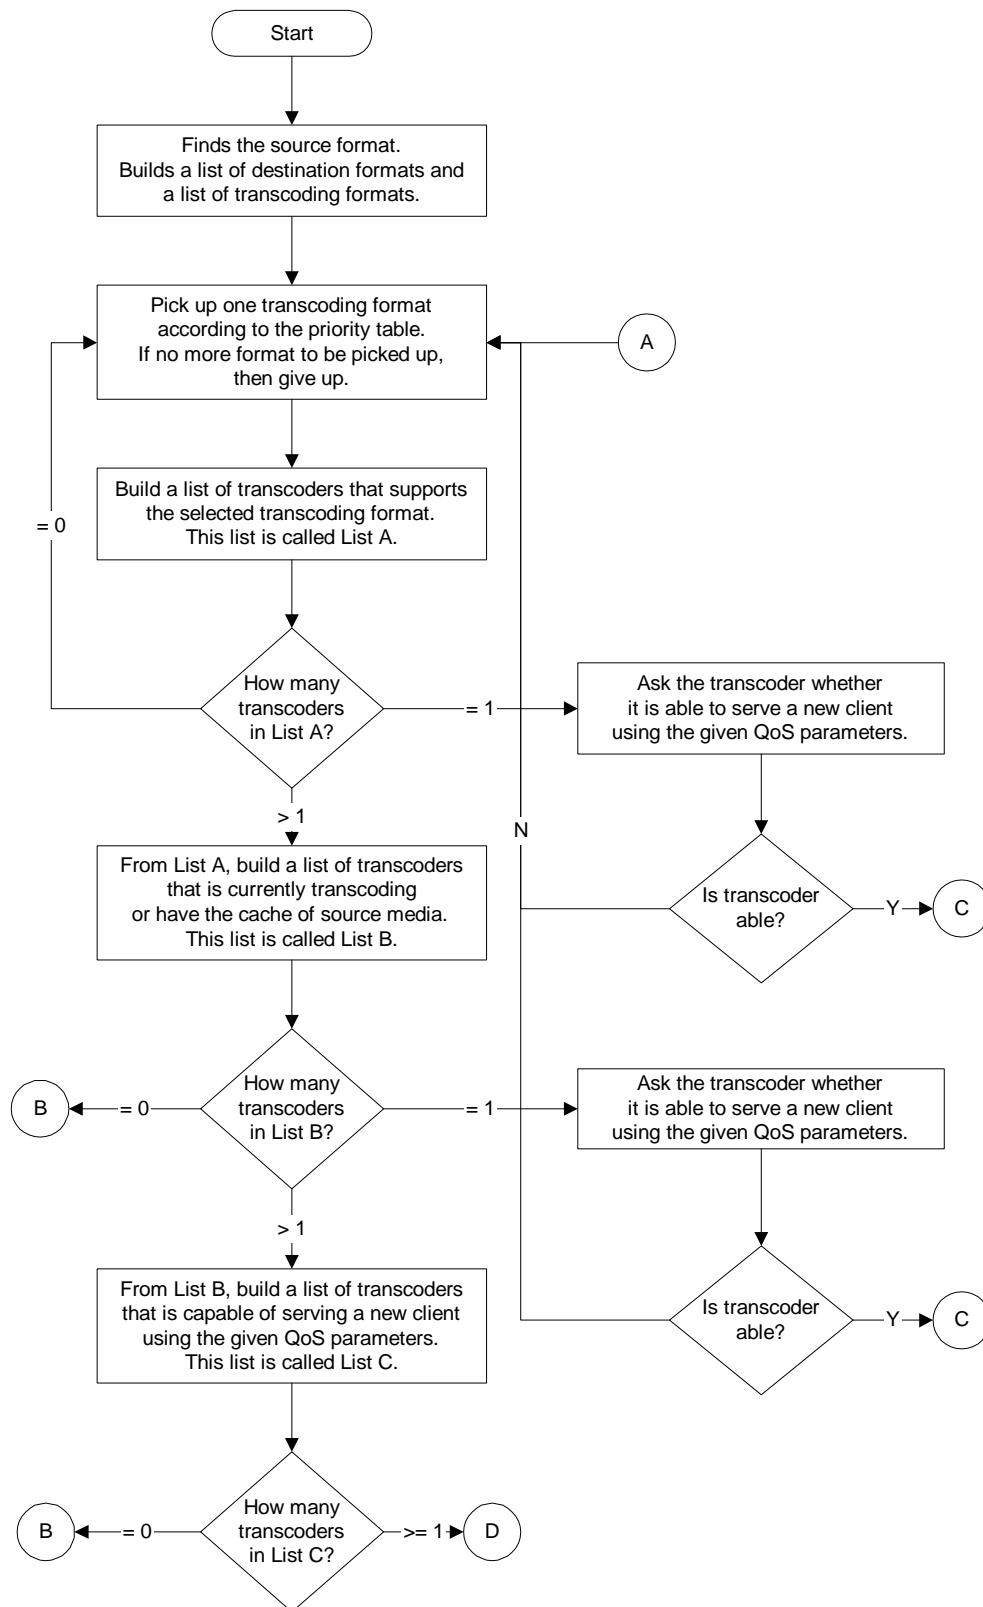 Start
Finds the source format.
Builds a list of destination formats and
a list of transcoding formats.
Pick up one transcoding format
according to the priority table.
If no more format to be picked up,
then give up.
A
Build a list of transcoders that supports
the selected transcoding format.
This list is called List A.
= 0
How many
transcoders
in List A?
= 1
Ask the transcoder whether
it is able to serve a new client
using the given QoS parameters.
> 1
N
From List A, build a list of transcoders
that is currently transcoding
or have the cache of source media.
This list is called List B.
Is transcoder
able?
Y
C
B
= 0
How many
transcoders
in List B?
= 1
Ask the transcoder whether
it is able to serve a new client
using the given QoS parameters.
> 1
From List B, build a list of transcoders
that is capable of serving a new client
using the given QoS parameters.
This list is called List C.
Is transcoder
able?
Y
C
B
= 0
How many
transcoders
in List C?
>= 1
D